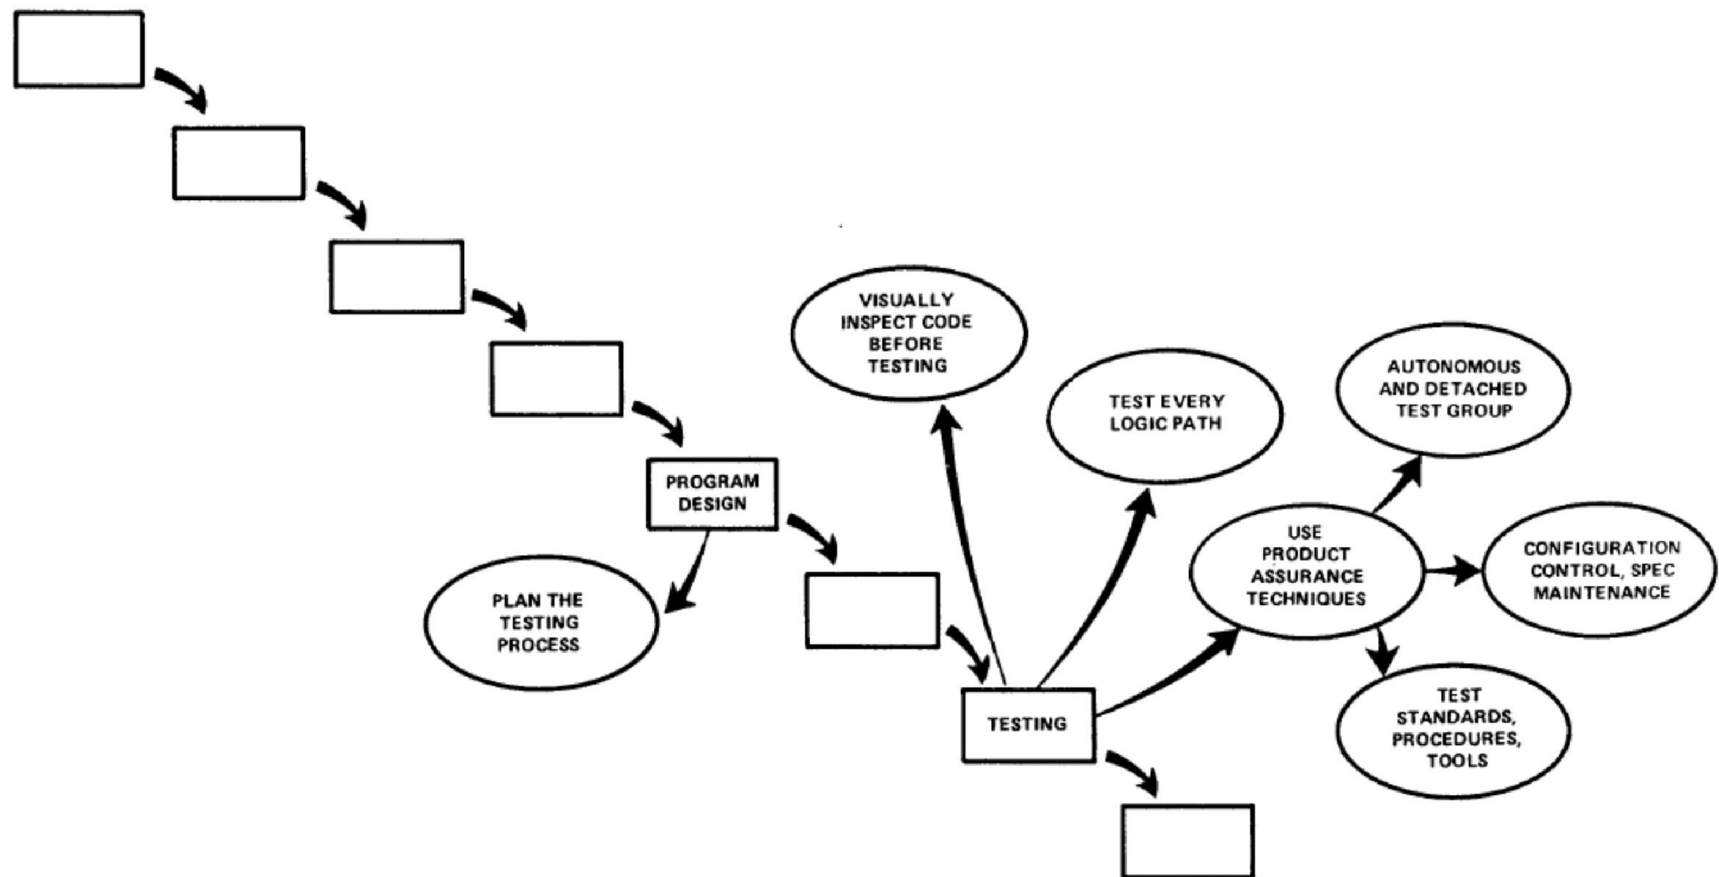 VISUALLY
INSPECT CODE
BEFORE
TESTING
TEST EVERY
LOGIC PATH
AUTONOMOUS
AND DETACHED
TEST GROUP
PROGRAM
DESIGN
USE
PRODUCT
ASSURANCE
TECHNIQUES
CONFIGURATION
CONTROL, SPEC
MAINTENANCE
PLAN THE
TESTING
PROCESS
TESTING
TEST
STANDARDS,
PROCEDURES,
TOOLS